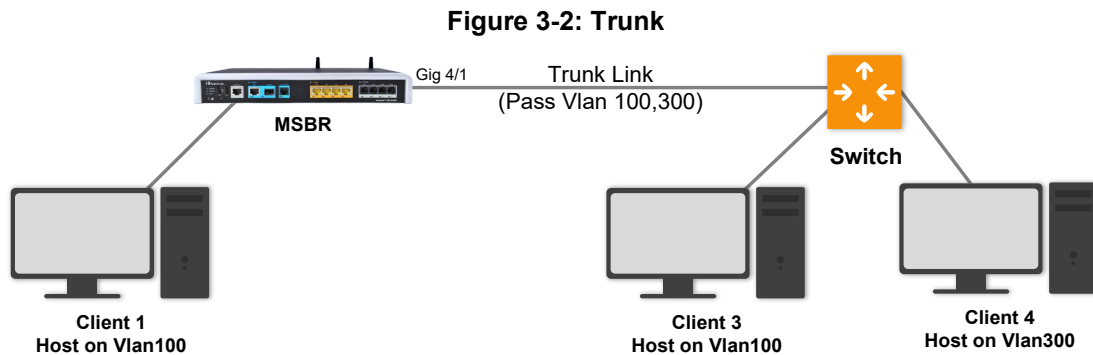 Figure 3-2: Trunk
Gig 4/1
Trunk Link
(Pass Vlan 100,300)
MSBR
Switch
Client 1
Host on Vlan100
Client 3
Host on Vlan100
Client 4
Host on Vlan300